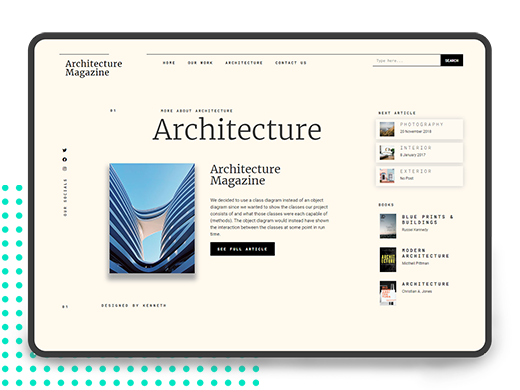 Architecture
Magazine
HOME OUR WORK ARCHITECTURE CONTACT US
Type Here ... SEARCH
01 MORE ABOUT ARCHITECTURE
Architecture
OUR SOCIALS
Architecture
Magazine
We decided to use a class diagram instead of an object
diagram since we wanted to show the classes our project
consists of and what those classes were each capable of
(methods). The object diagram would instead have shown
the interaction between the classes at some point in run
time.
SEE FULL ARTICLE
NEXT ARTICLE
PHOTOGRAPHY
20 November 2018
INTERIOR
8 January 2017
EXTERIOR
No Post
BOOKS
BLUE PRINTS &
BUILDINGS
MODERN
ARCHITECTURE
Michael Pittman
ARCHITECTURE
Christian A. Jones
01 DESIGNED BY KENNETH